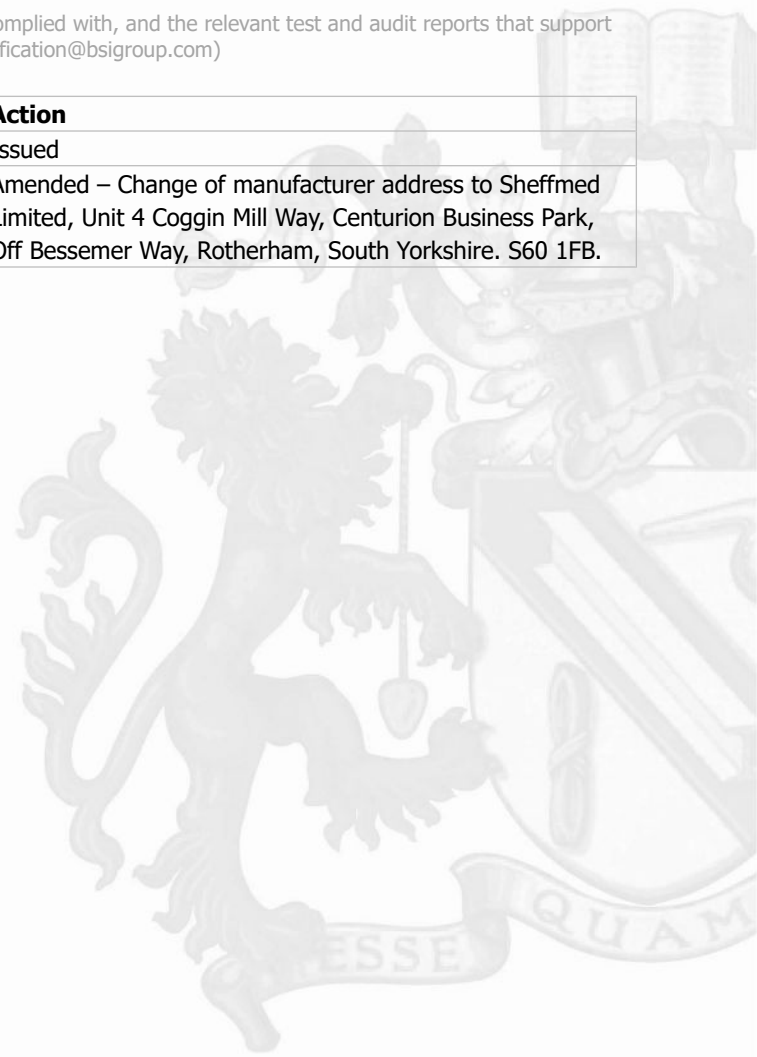 omplied with, and the relevant test and audit reports that support
fication@bsigroup.com)
Action
Issued
Amended – Change of manufacturer address to Sheffmed
Limited, Unit 4 Coggin Mill Way, Centurion Business Park,
Off Bessemer Way, Rotherham, South Yorkshire. S60 1FB.
ESSE QUAM